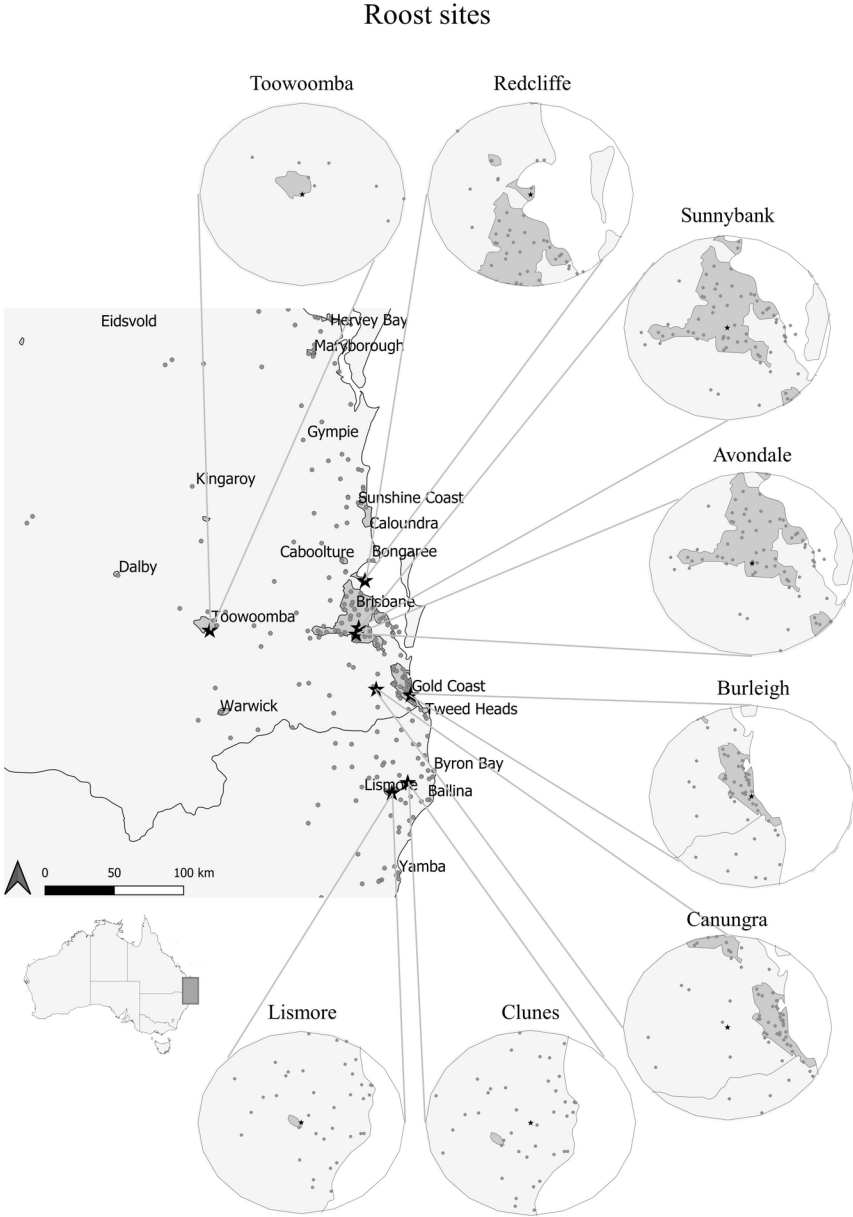 Roost sites
Toowoomba
Redcliffe
Sunnybank
Eidsvold
Hervey Bay
Maryborough
Gympie
Avondale
Kingaroy
Sunshine Coast
Caloundra
Caboolture
Bongaree
Dalby
Brisbane
Toowoomba
Burleigh
Gold Coast
Warwick
Tweed Heads
Byron Bay
Lismore
Ballina
Yamba
0 50 100 km
Canungra
Lismore
Clunes